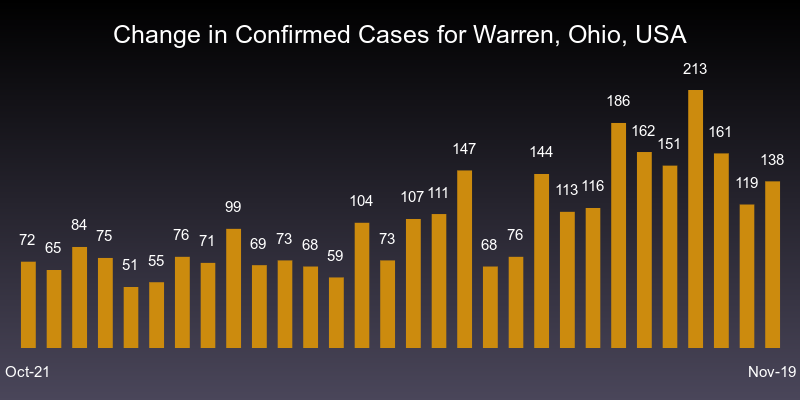 Change in Confirmed Cases for Warren, Ohio, USA
72 65 84 75 51 55 76 71 99 69 73 68 59 104 73 107 111 147 68 76 144 113 116 186 162 151 213 161 119 138
Oct-21 Nov-19